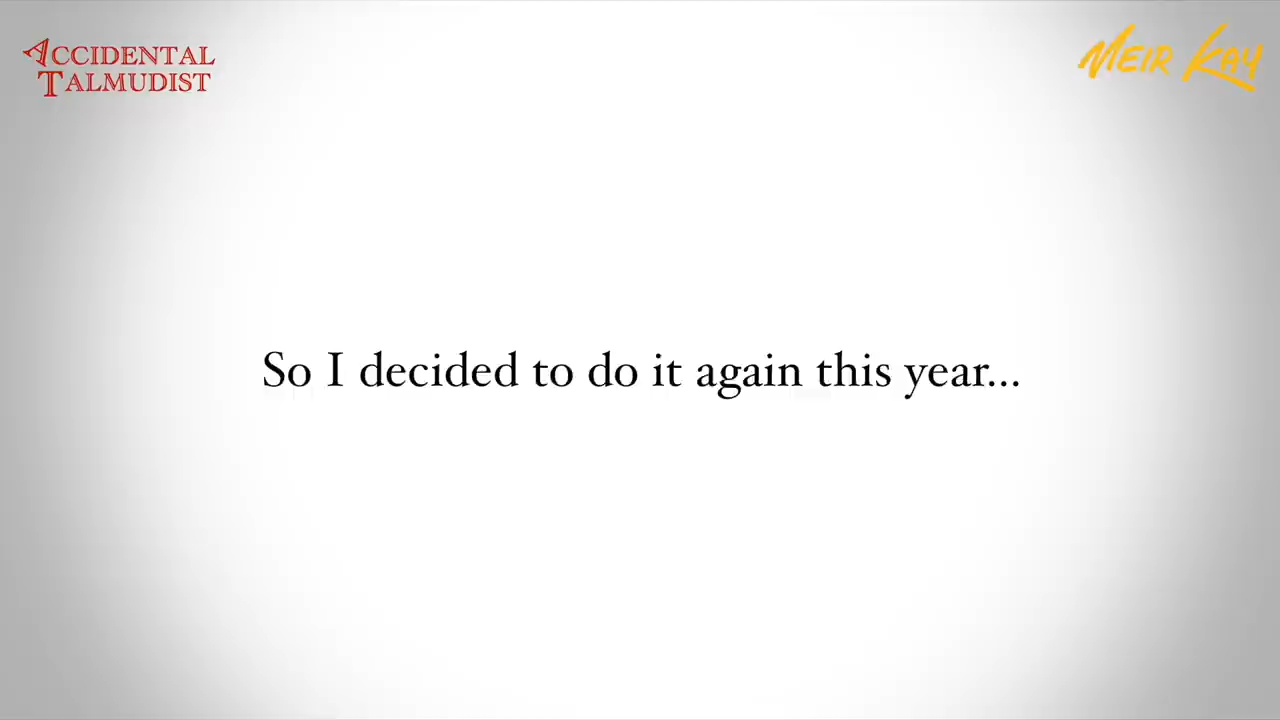 ACCIDENTAL
TALMUDIST
MEIR KAY
So I decided to do it again this year...